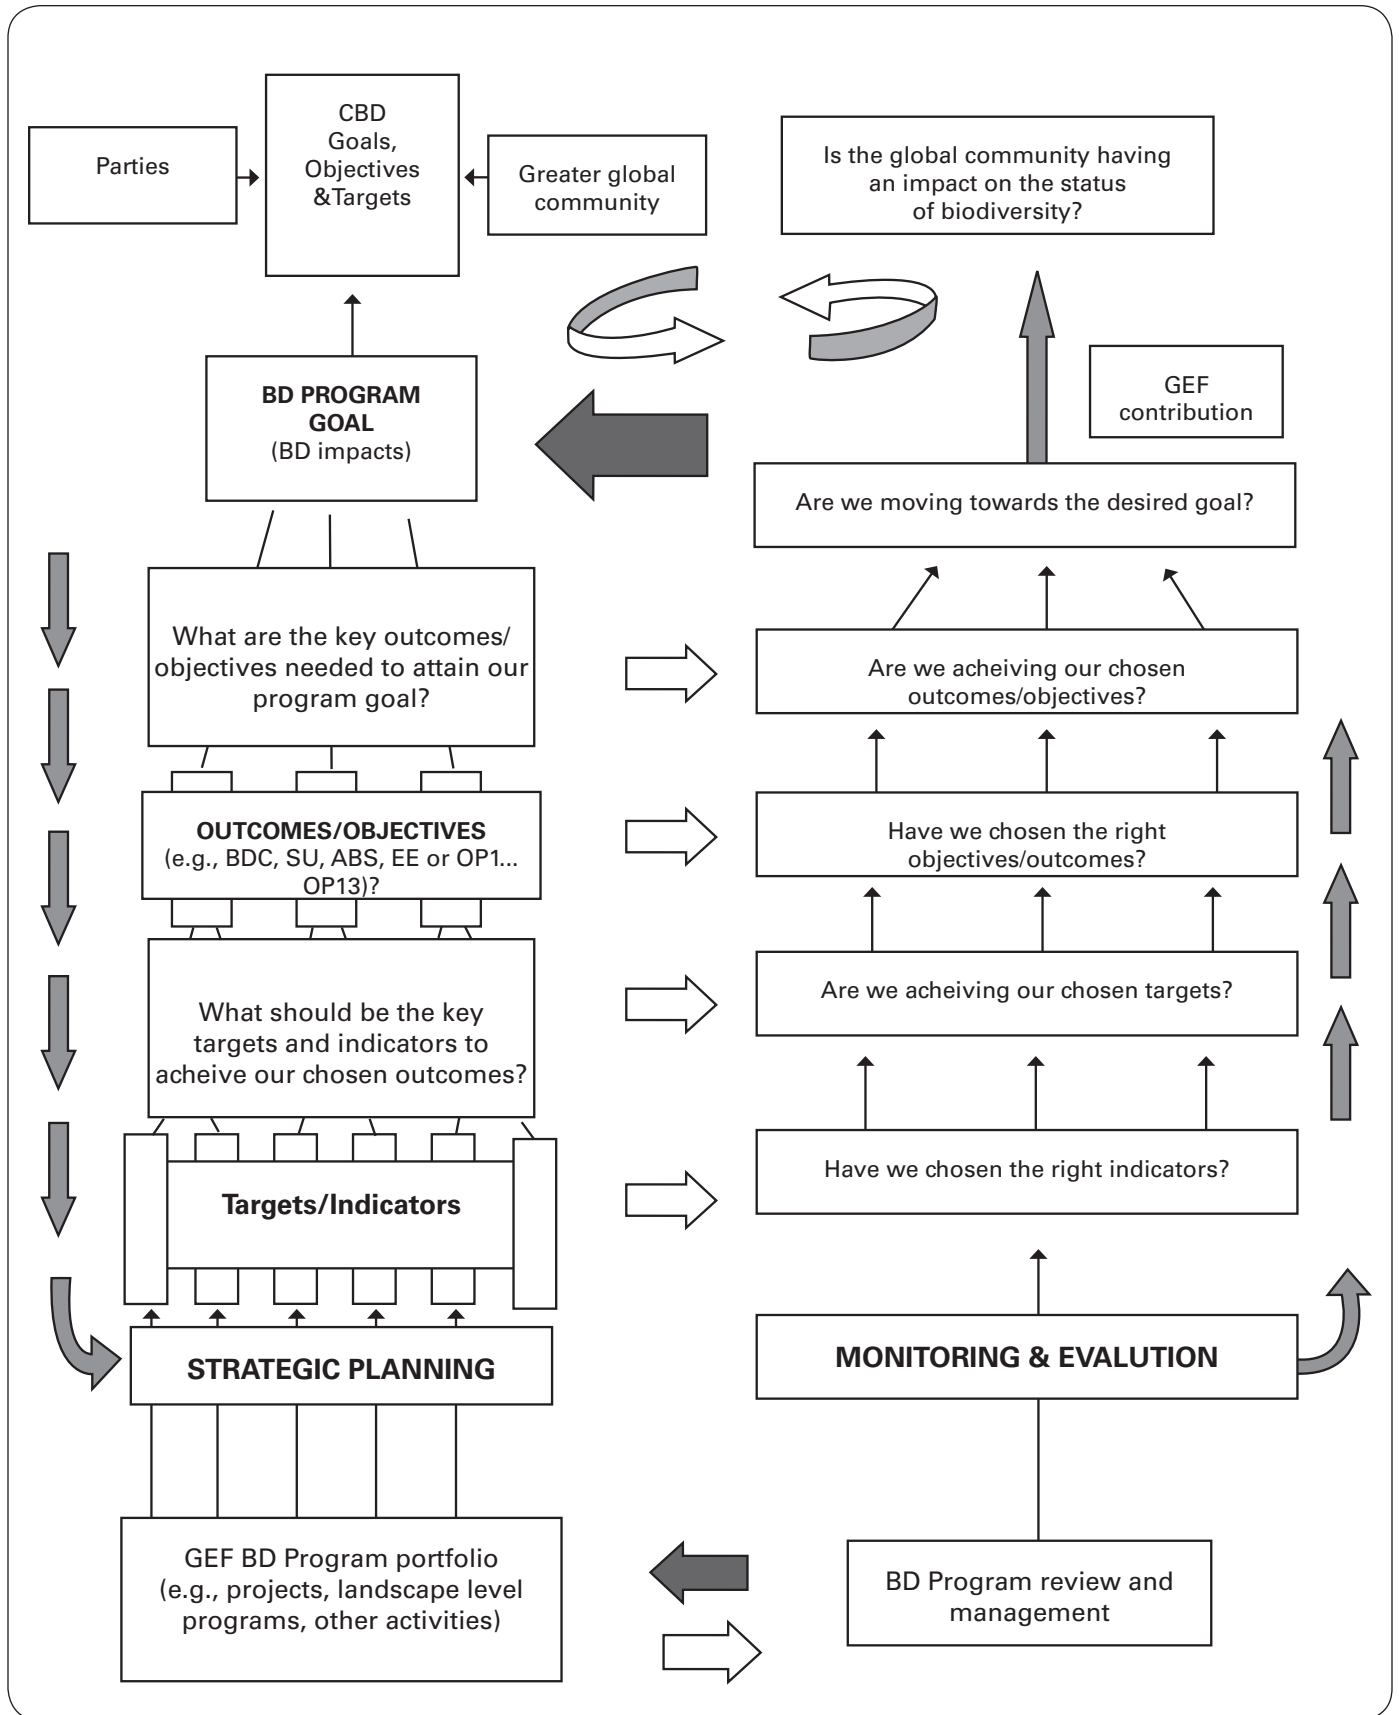 Parties
CBD
Goals,
Objectives
&Targets
Greater global
community
Is the global community having
an impact on the status
of biodiversity?
BD PROGRAM
GOAL
(BD impacts)
GEF
contribution
Are we moving towards the desired goal?
What are the key outcomes/
objectives needed to attain our
program goal?
Are we acheiving our chosen
outcomes/objectives?
OUTCOMES/OBJECTIVES
(e.g., BDC, SU, ABS, EE or OP1...
OP13)?
Have we chosen the right
objectives/outcomes?
What should be the key
targets and indicators to
acheive our chosen outcomes?
Are we acheiving our chosen targets?
Targets/Indicators
Have we chosen the right indicators?
STRATEGIC PLANNING
MONITORING & EVALUTION
GEF BD Program portfolio
(e.g., projects, landscape level
programs, other activities)
BD Program review and
management